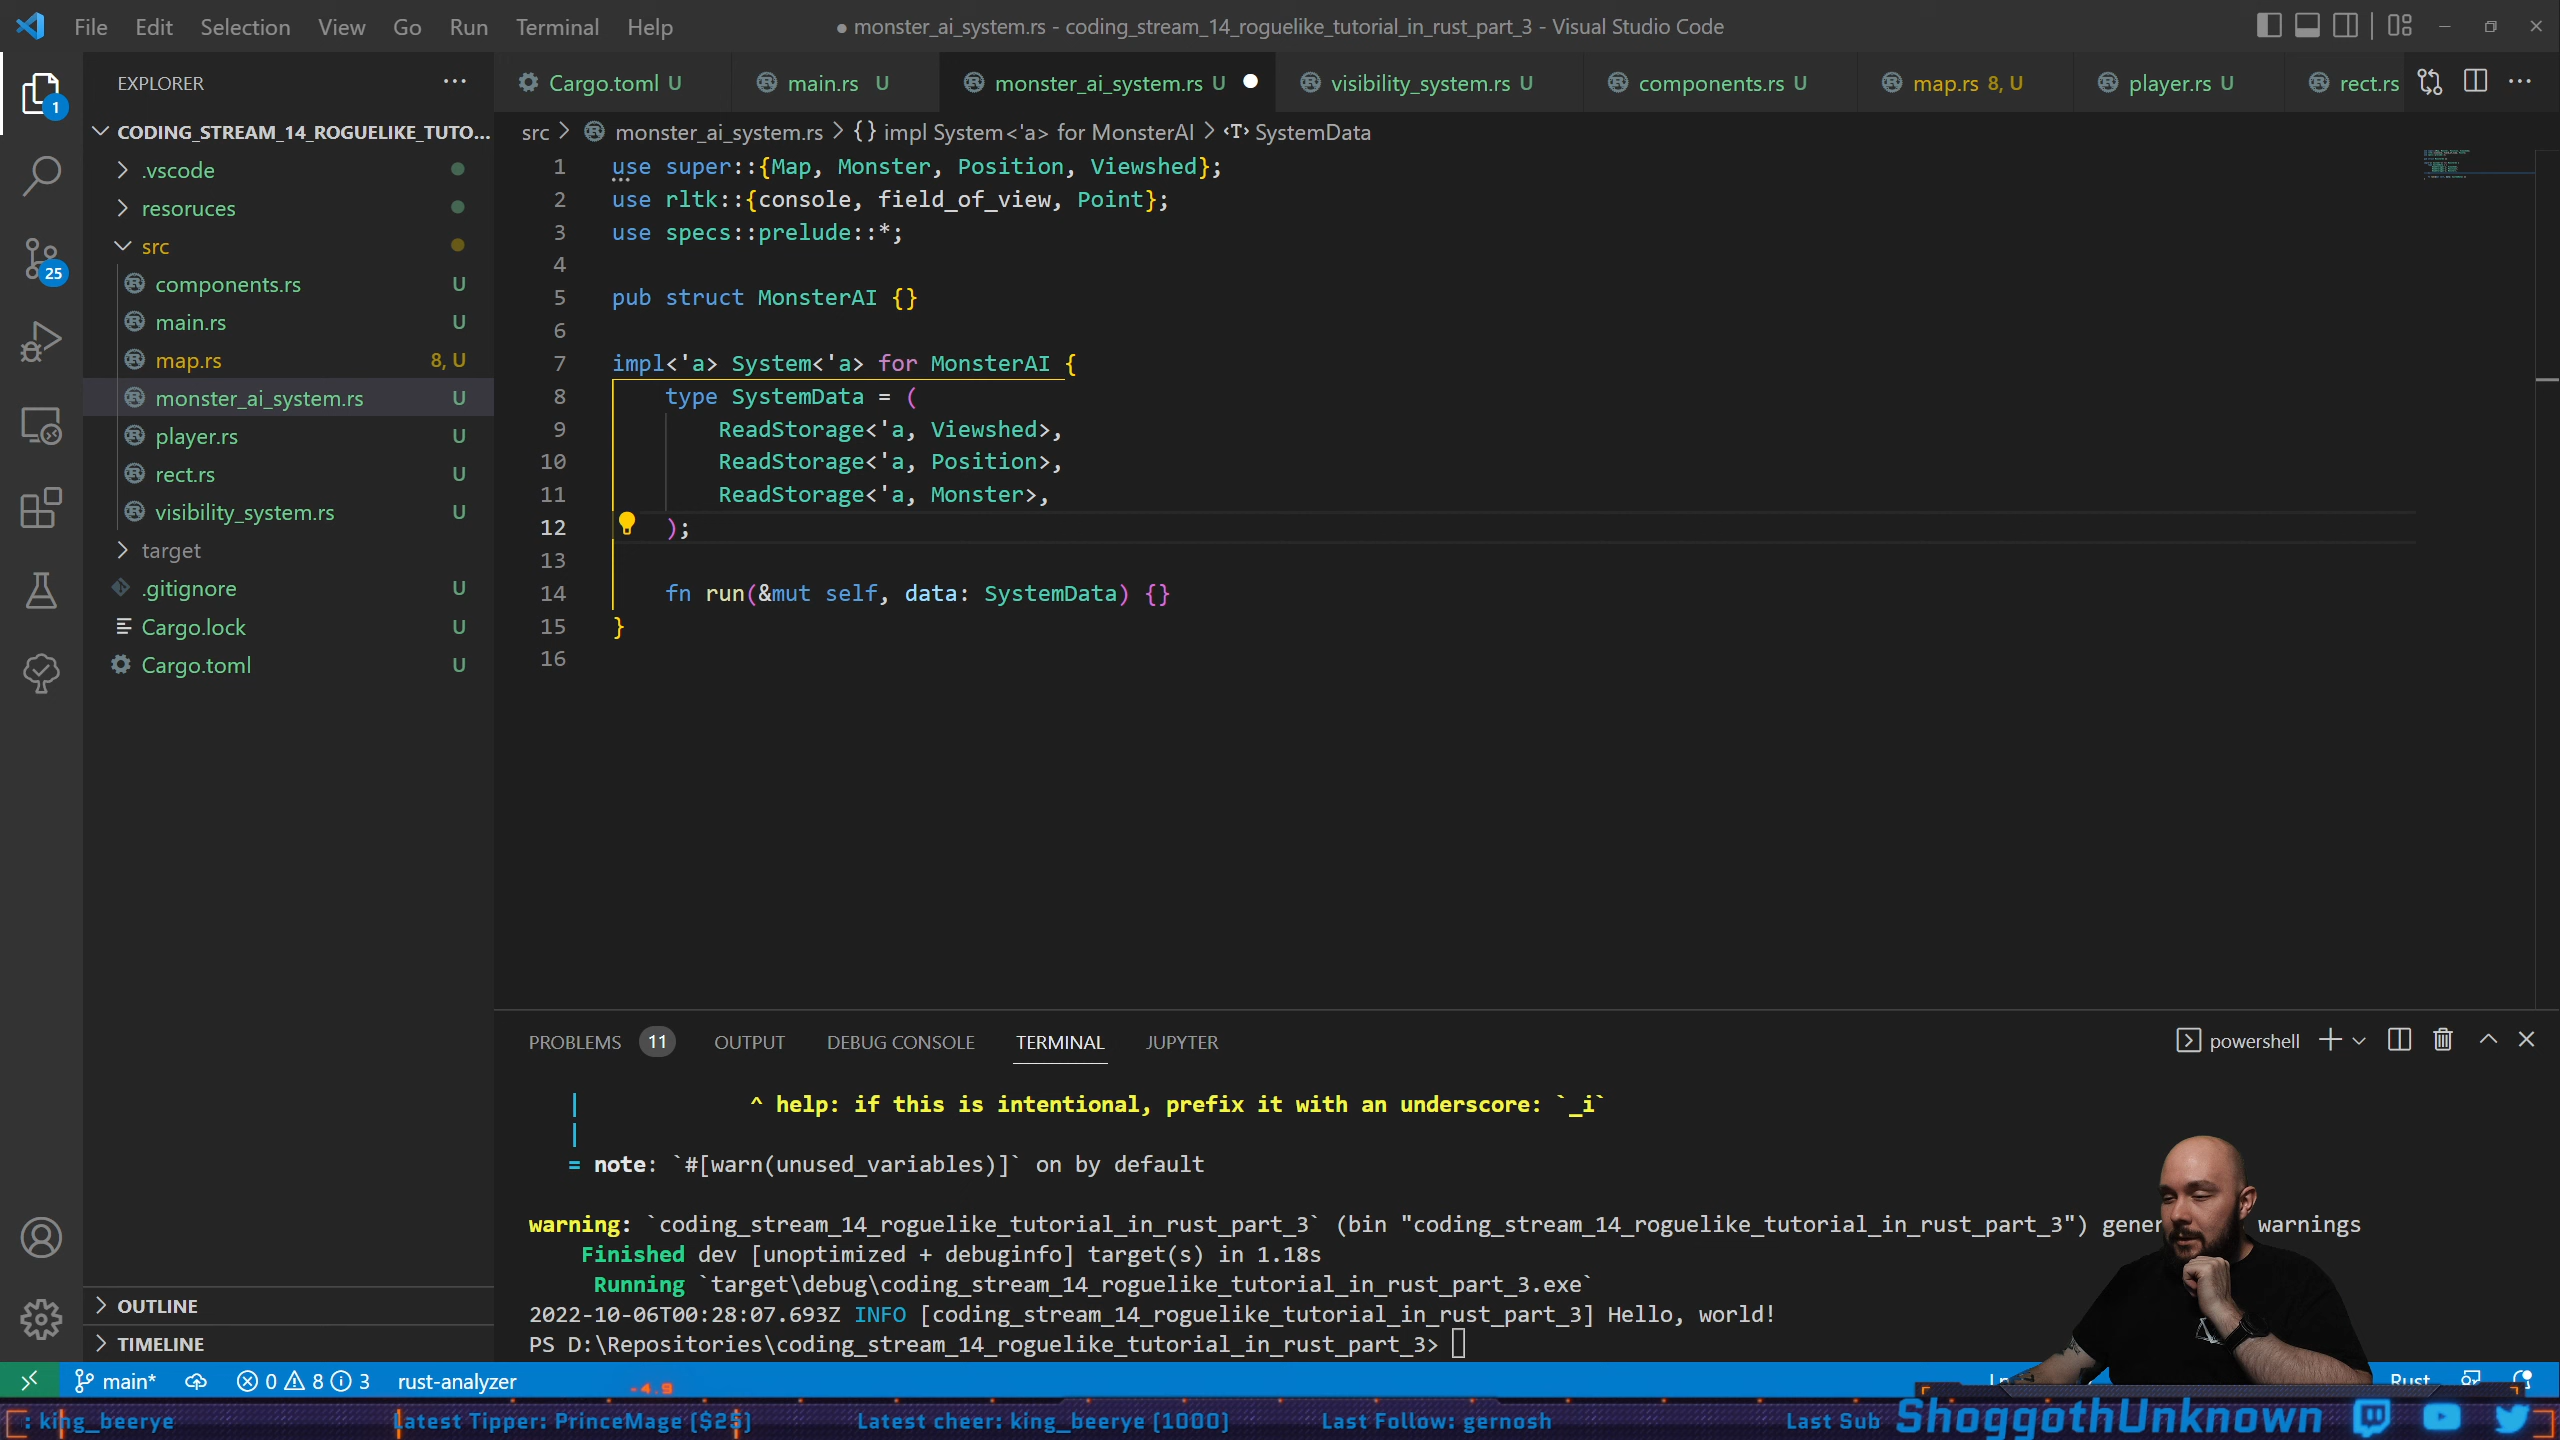 File Edit Selection View Go Run Terminal Help
● monster_ai_system.rs - coding_stream_14_roguelike_tutorial_in_rust_part_3 - Visual Studio Code
EXPLORER
Cargo.toml U
main.rs U
monster_ai_system.rs U
visibility_system.rs U
components.rs U
map.rs 8, U
player.rs U
rect.rs
CODING_STREAM_14_ROGUELIKE_TUTO...
.vscode
resoruces
src
components.rs U
main.rs U
map.rs 8, U
monster_ai_system.rs U
player.rs U
rect.rs U
visibility_system.rs U
target
.gitignore U
Cargo.lock U
Cargo.toml U
OUTLINE
TIMELINE
1
25
src > monster_ai_system.rs > {} impl System<'a> for MonsterAI > <T> SystemData
1 use super::{Map, Monster, Position, Viewshed};
2 use rltk::{console, field_of_view, Point};
3 use specs::prelude::*;
4
5 pub struct MonsterAI {}
6
7 impl<'a> System<'a> for MonsterAI {
8 type SystemData = (
9 ReadStorage<'a, Viewshed>,
10 ReadStorage<'a, Position>,
11 ReadStorage<'a, Monster>,
12 );
13
14 fn run(&mut self, data: SystemData) {}
15 }
16
PROBLEMS 11 OUTPUT DEBUG CONSOLE TERMINAL JUPYTER
powershell
| ^ help: if this is intentional, prefix it with an underscore: `_i`
|
= note: `#[warn(unused_variables)]` on by default
warning: `coding_stream_14_roguelike_tutorial_in_rust_part_3` (bin "coding_stream_14_roguelike_tutorial_in_rust_part_3") gener warnings
Finished dev [unoptimized + debuginfo] target(s) in 1.18s
Running `target\debug\coding_stream_14_roguelike_tutorial_in_rust_part_3.exe`
2022-10-06T00:28:07.693Z INFO [coding_stream_14_roguelike_tutorial_in_rust_part_3] Hello, world!
PS D:\Repositories\coding_stream_14_roguelike_tutorial_in_rust_part_3>
main* 0 8 3 rust-analyzer
Rust
-4.9
: king_beerye
Latest Tipper: PrinceMage ($25)
Latest cheer: king_beerye (1000)
Last Follow: gernosh
Last Sub
ShoggothUnknown